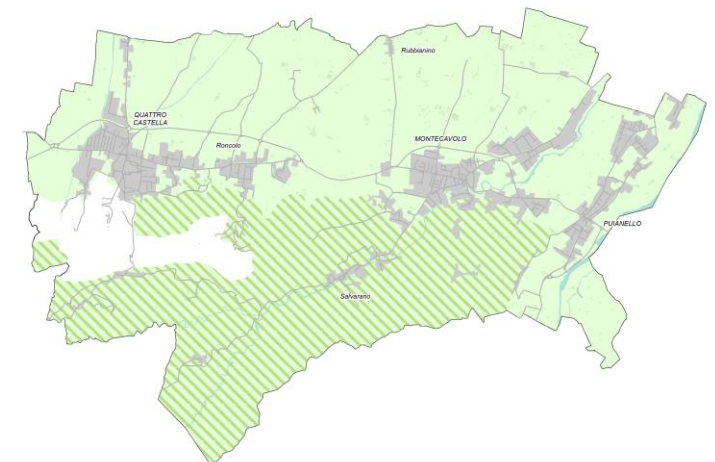 Rubbianino
QUATTRO
CASTELLA
Roncolo
MONTECAVOLO
PUIANELLO
Salvarano